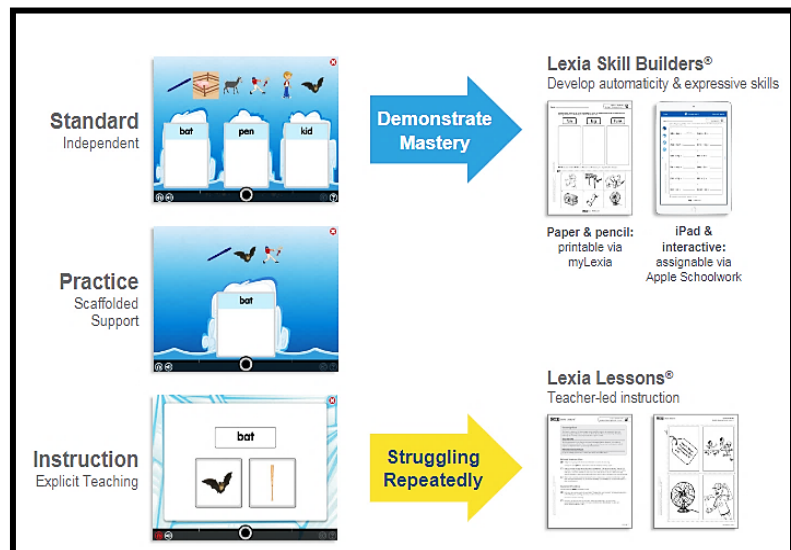 Standard
Independent
bat
pen
kid
Demonstrate
Mastery
Lexia Skill Builders®
Develop automaticity & expressive skills
Paper & pencil:
printable via
myLexia
iPad &
interactive:
assignable via
Apple Schoolwork
Practice
Scaffolded
Support
bat
Instruction
Explicit Teaching
bat
Struggling
Repeatedly
Lexia Lessons®
Teacher-led instruction